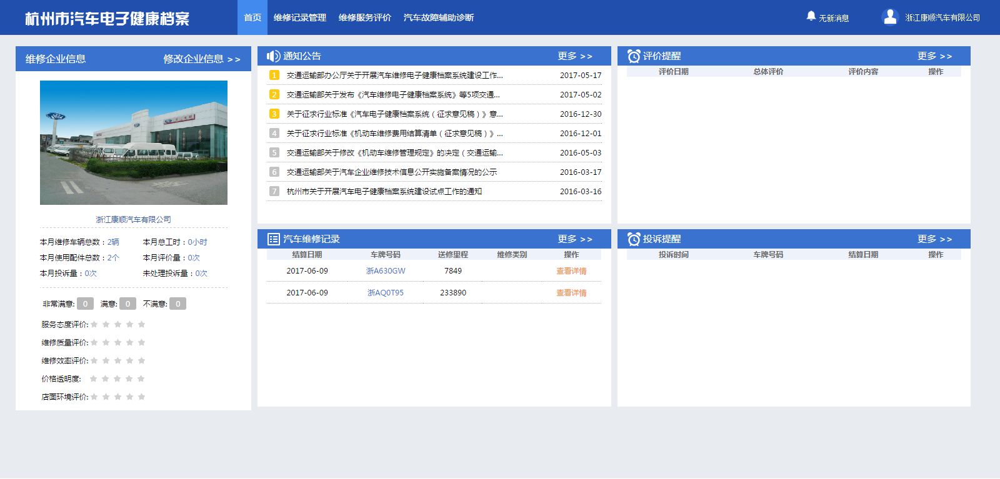 杭州市汽车电子健康档案
首页 维修记录管理 维修服务评价 汽车故障辅助诊断
无新消息 浙江康顺汽车有限公司
维修企业信息 修改企业信息 >>
Ford
浙江康顺汽车有限公司
本月维修车辆总数：2辆 本月总工时：0小时
本月使用配件总数：2个 本月评价量：0次
本月投诉量：0次 未处理投诉量：0次
非常满意: 0 满意: 0 不满意: 0
服务态度评价:
维修质量评价:
维修效率评价:
价格透明度:
店面环境评价:
通知公告 更多 >>
1 交通运输部办公厅关于开展汽车维修电子健康档案系统建设工作... 2017-05-17
2 交通运输部关于发布《汽车维修电子健康档案系统》等5项交通... 2017-05-02
3 关于征求行业标准《汽车电子健康档案系统（征求意见稿）》意... 2016-12-30
4 关于征求行业标准《机动车维修费用结算清单（征求意见稿）》... 2016-12-01
5 交通运输部关于修改《机动车维修管理规定》的决定（交通运输... 2016-05-03
6 交通运输部关于汽车企业维修技术信息公开实施备案情况的公示 2016-03-17
7 杭州市关于开展汽车电子健康档案系统建设试点工作的通知 2016-03-16
评价提醒 更多 >>
评价日期 总体评价 评价内容 操作
汽车维修记录 更多 >>
结算日期 车牌号码 送修里程 维修类别 操作
2017-06-09 浙A630GW 7849 查看详情
2017-06-09 浙AQ0T95 233890 查看详情
投诉提醒 更多 >>
投诉时间 车牌号码 结算日期 操作